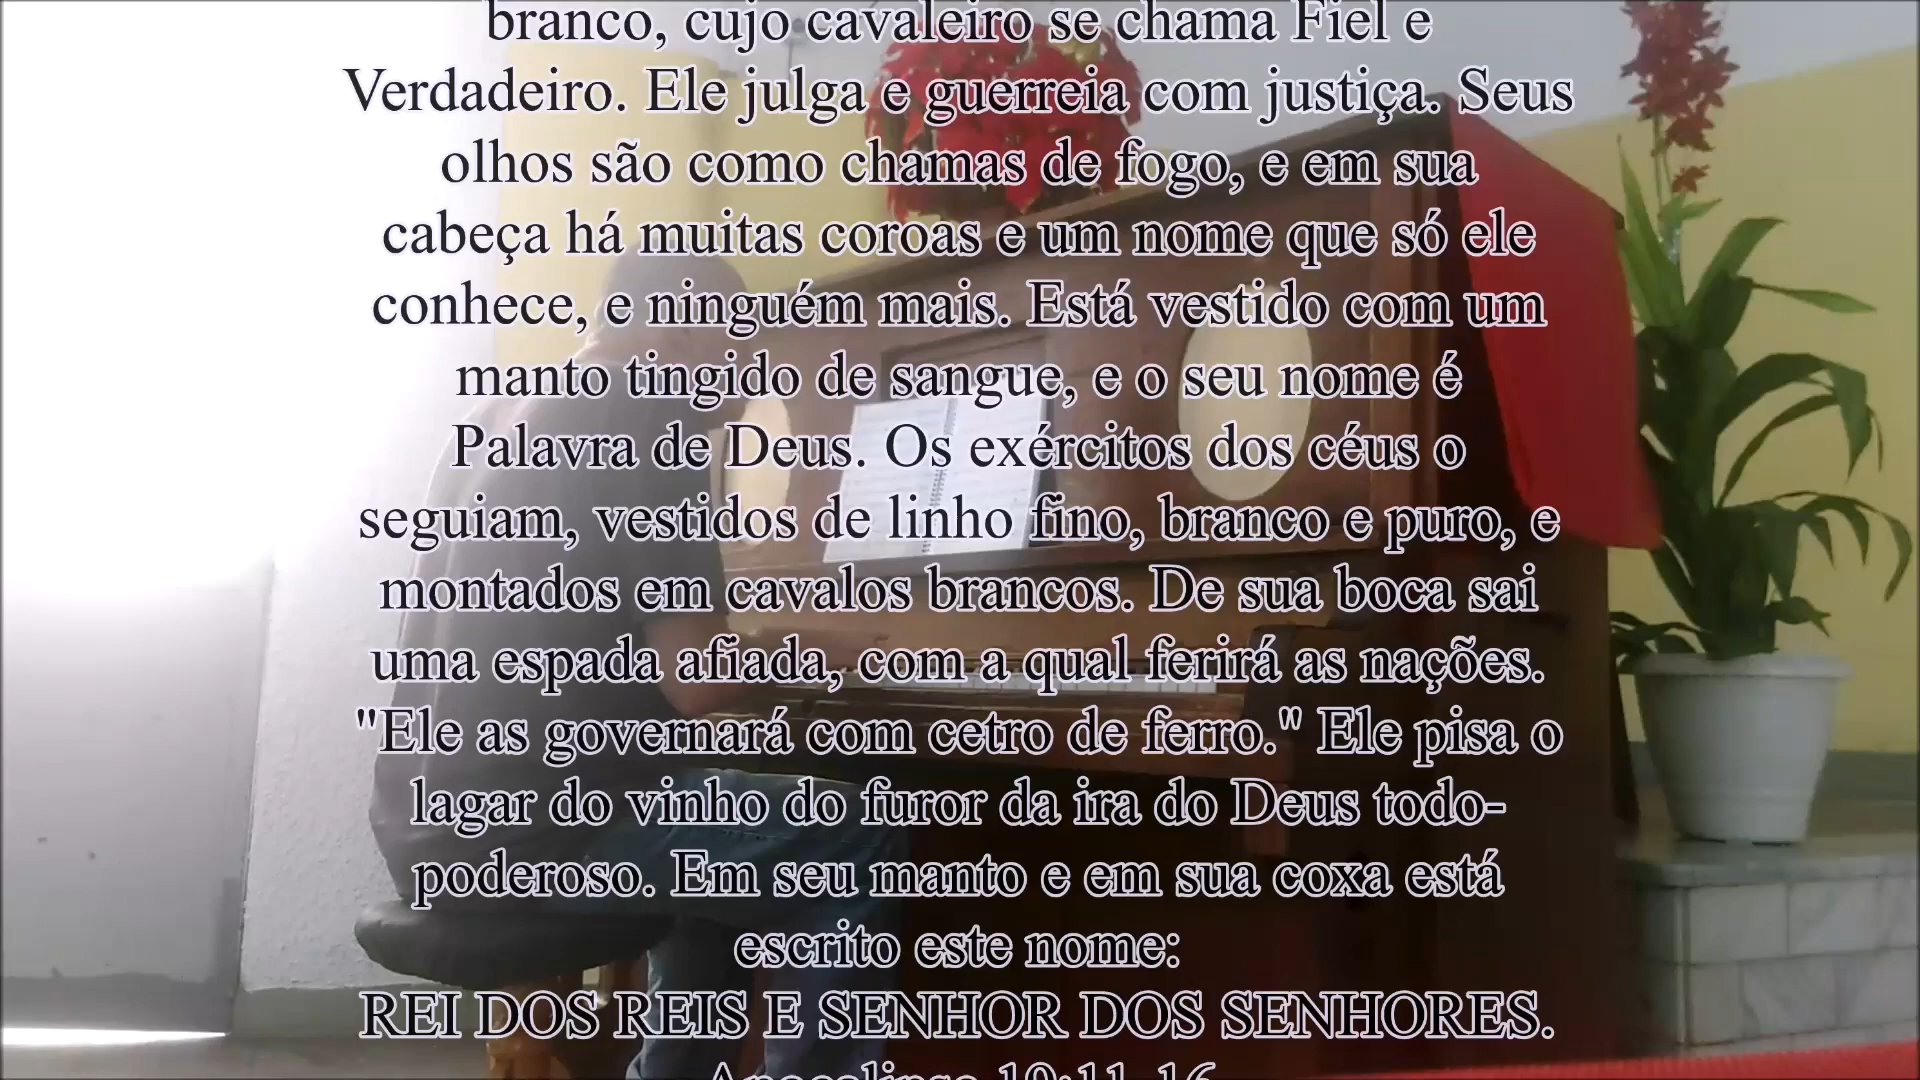 branco, cujo cavaleiro se chama Fiel e
Verdadeiro. Ele julga e guerreia com justiça. Seus
olhos são como chamas de fogo, e em sua
cabeça há muitas coroas e um nome que só ele
conhece, e ninguém mais. Está vestido com um
manto tingido de sangue, e o seu nome é
Palavra de Deus. Os exércitos dos céus o
seguiam, vestidos de linho fino, branco e puro, e
montados em cavalos brancos. De sua boca sai
uma espada afiada, com a qual ferirá as nações.
"Ele as governará com cetro de ferro." Ele pisa o
lagar do vinho do furor da ira do Deus todo-
poderoso. Em seu manto e em sua coxa está
escrito este nome:
REI DOS REIS E SENHOR DOS SENHORES.
Apocalipse 19:11-16